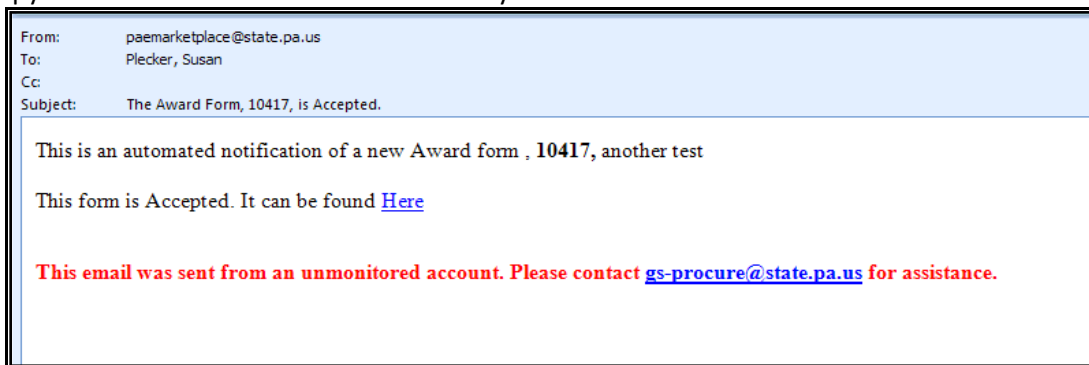 From: paemarketplace@state.pa.us
To: Plecker, Susan
Cc:
Subject: The Award Form, 10417, is Accepted.
This is an automated notification of a new Award form , 10417, another test
This form is Accepted. It can be found Here
This email was sent from an unmonitored account. Please contact gs-procure@state.pa.us for assistance.